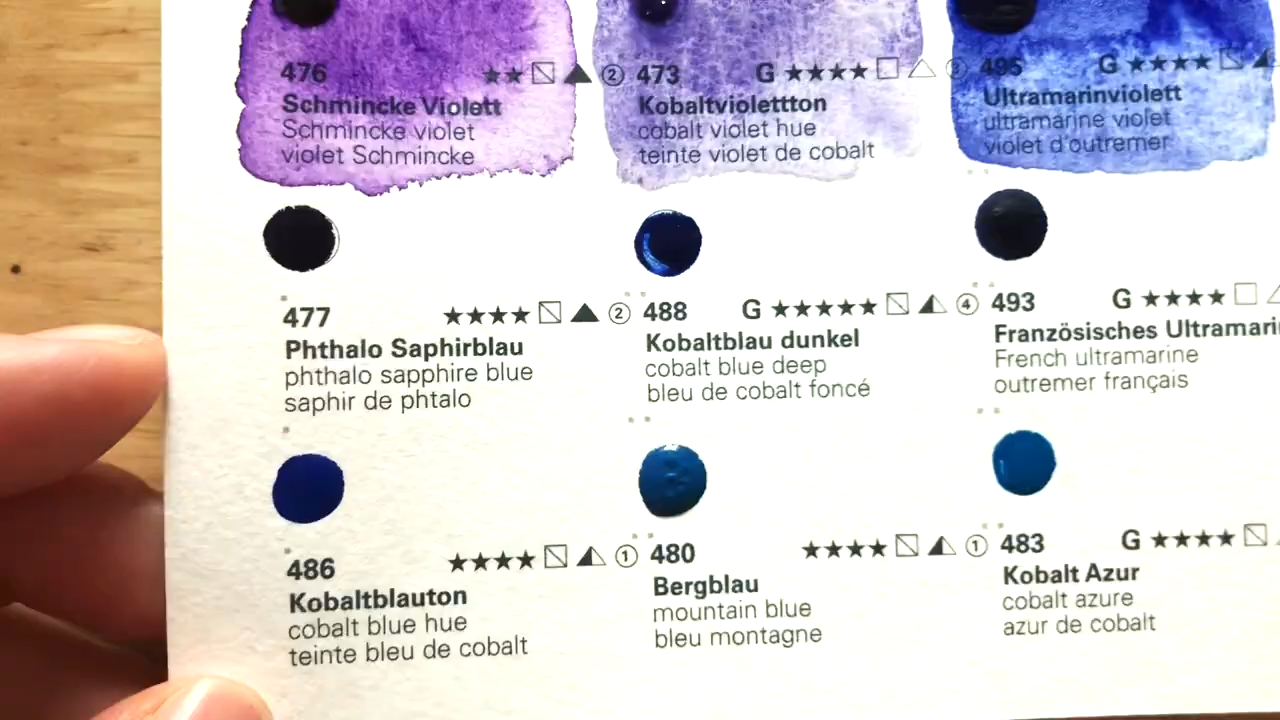 476 ★★ ②
Schmincke Violett
Schmincke violet
violet Schmincke
473 G ★★★★
Kobaltviolettton
cobalt violet hue
teinte violet de cobalt
495 G ★★★★
Ultramarinviolett
ultramarine violet
violet d'outremer
477 ★★★★ ②
Phthalo Saphirblau
phthalo sapphire blue
saphir de phtalo
488 G ★★★★★ ④
Kobaltblau dunkel
cobalt blue deep
bleu de cobalt foncé
493 G ★★★★
Französisches Ultramari
French ultramarine
outremer français
486 ★★★★ ①
Kobaltblauton
cobalt blue hue
teinte bleu de cobalt
480 ★★★★ ①
Bergblau
mountain blue
bleu montagne
483 G ★★★★
Kobalt Azur
cobalt azure
azur de cobalt